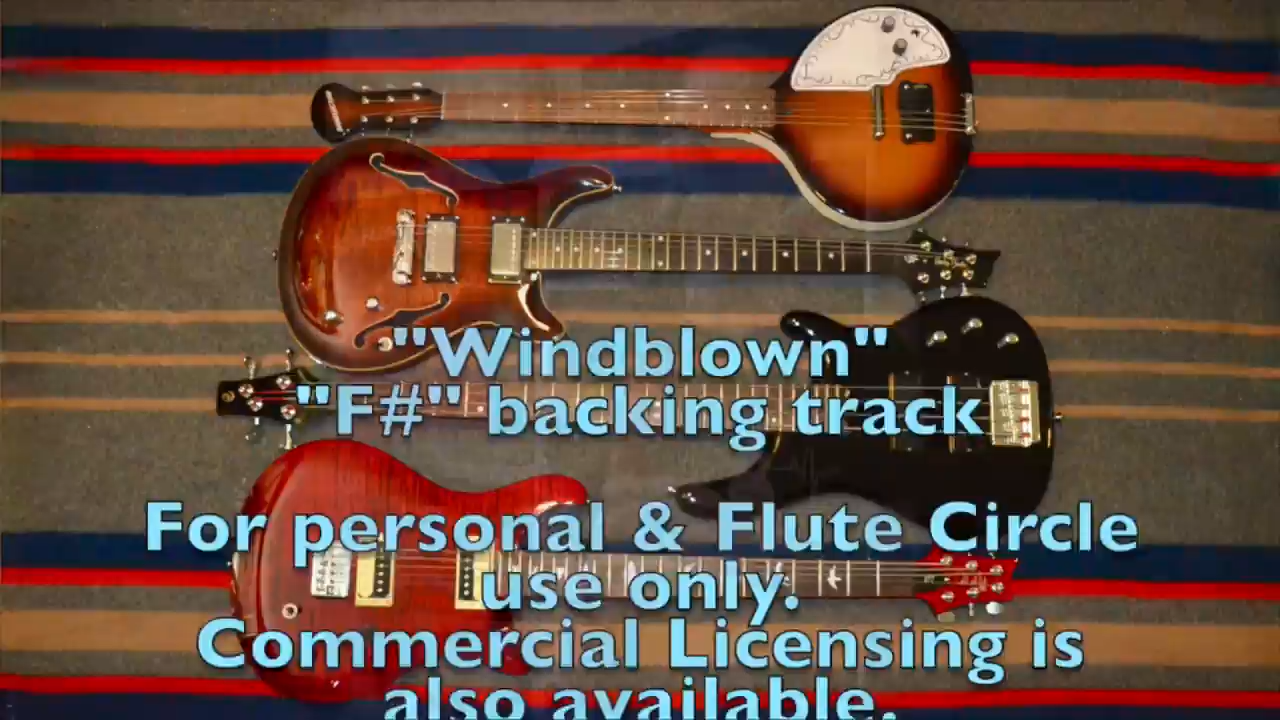 "Windblown"
"F#" backing track
For personal & Flute Circle
use only.
Commercial Licensing is
also available.